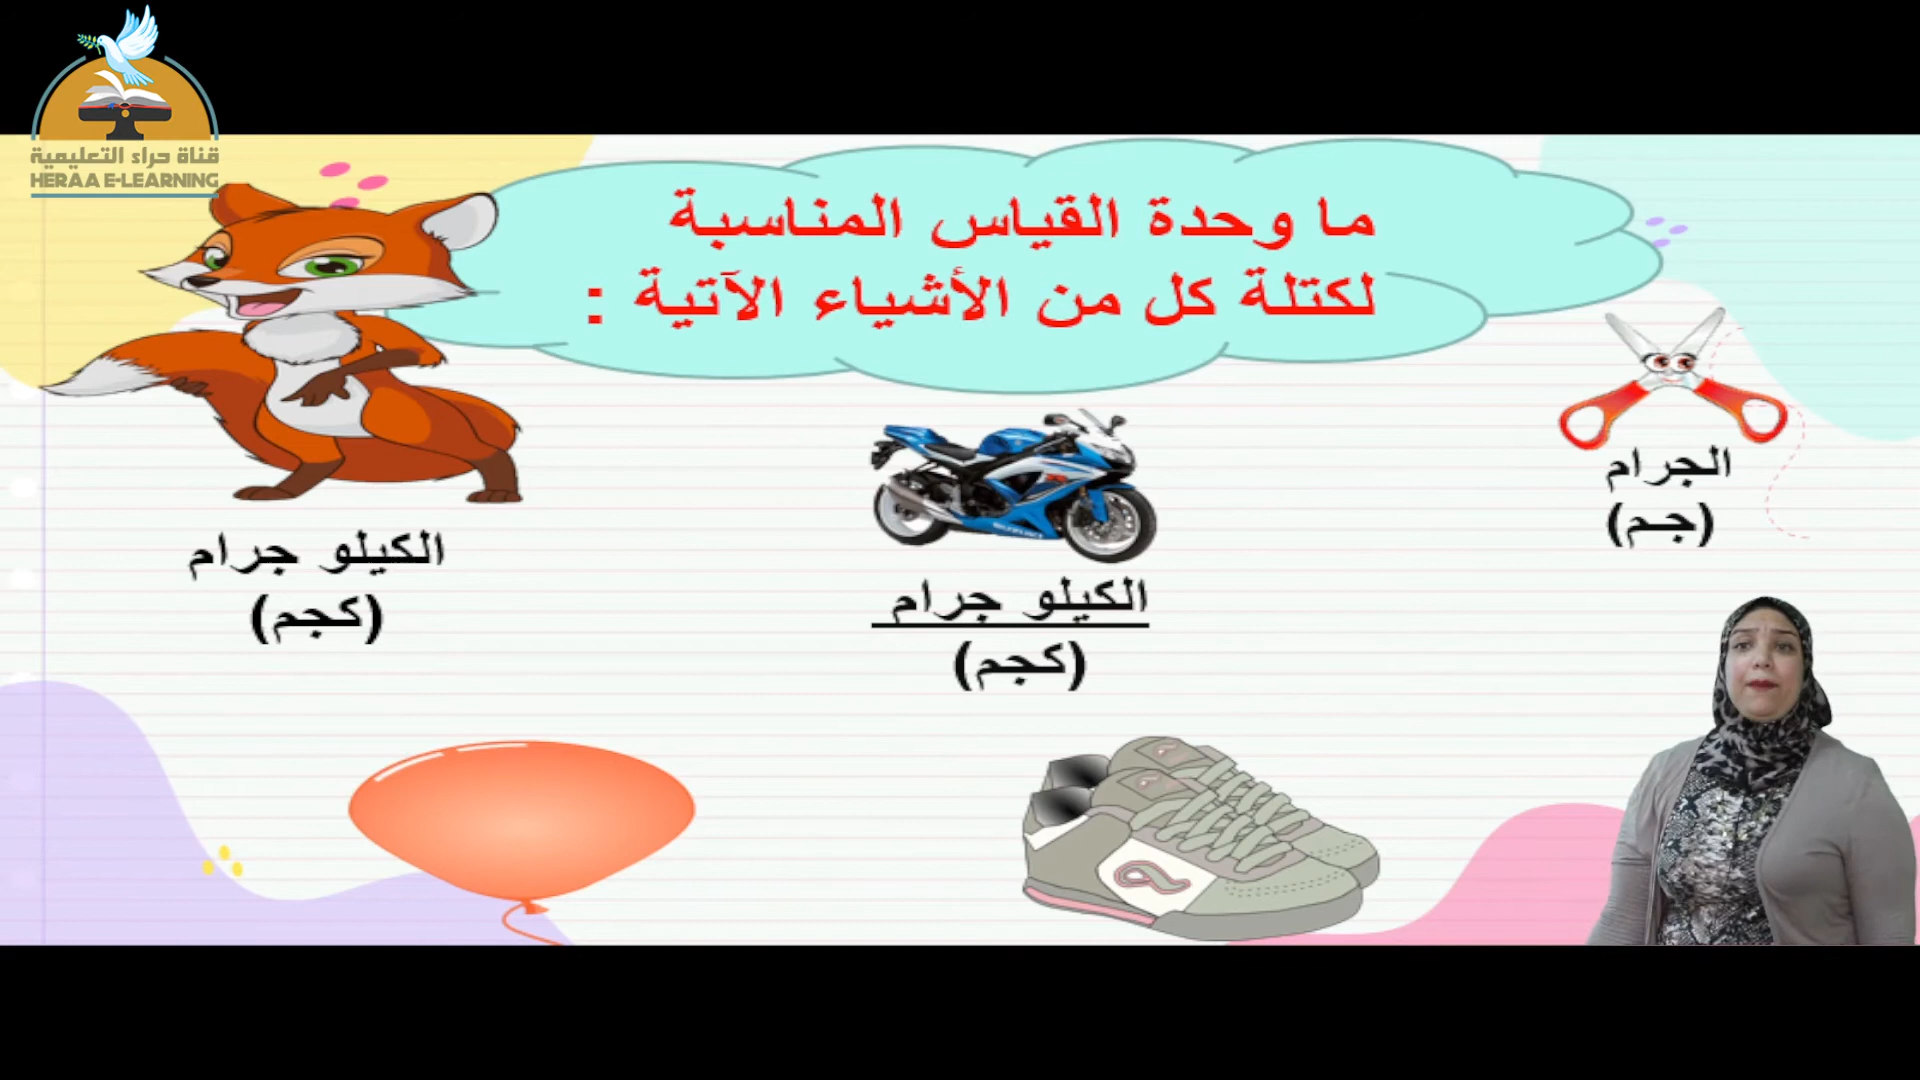 قناة حراء التعليمية
HERAA E-LEARNING
ما وحدة القياس المناسبة
لكتلة كل من الأشياء الآتية :
الجرام
(جم)
الكيلو جرام
(كجم)
الكيلو جرام
(كجم)